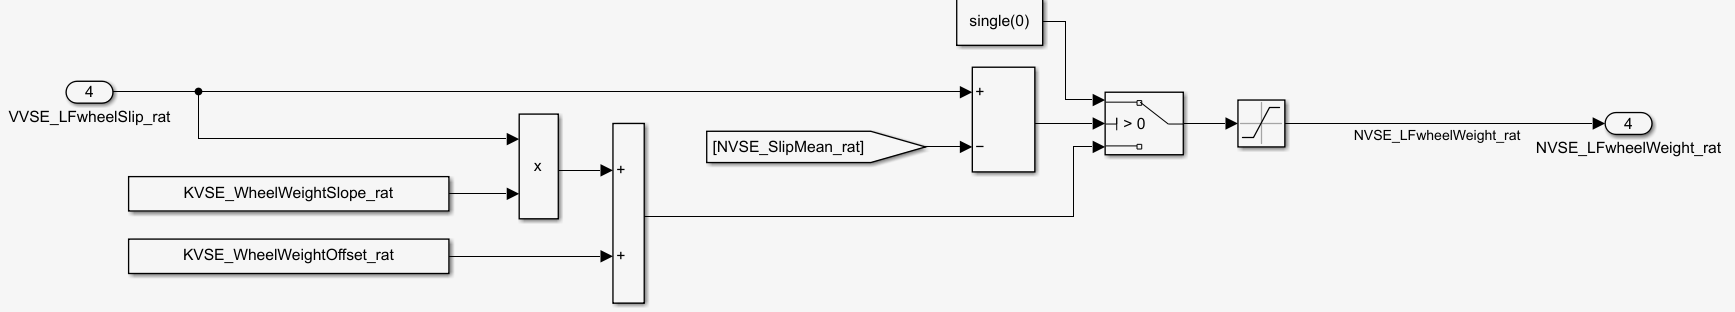 single(0)
4
VVSE_LFwheelSlip_rat
+
−
[NVSE_SlipMean_rat]
> 0
x
+
+
KVSE_WheelWeightSlope_rat
KVSE_WheelWeightOffset_rat
NVSE_LFwheelWeight_rat
4
NVSE_LFwheelWeight_rat